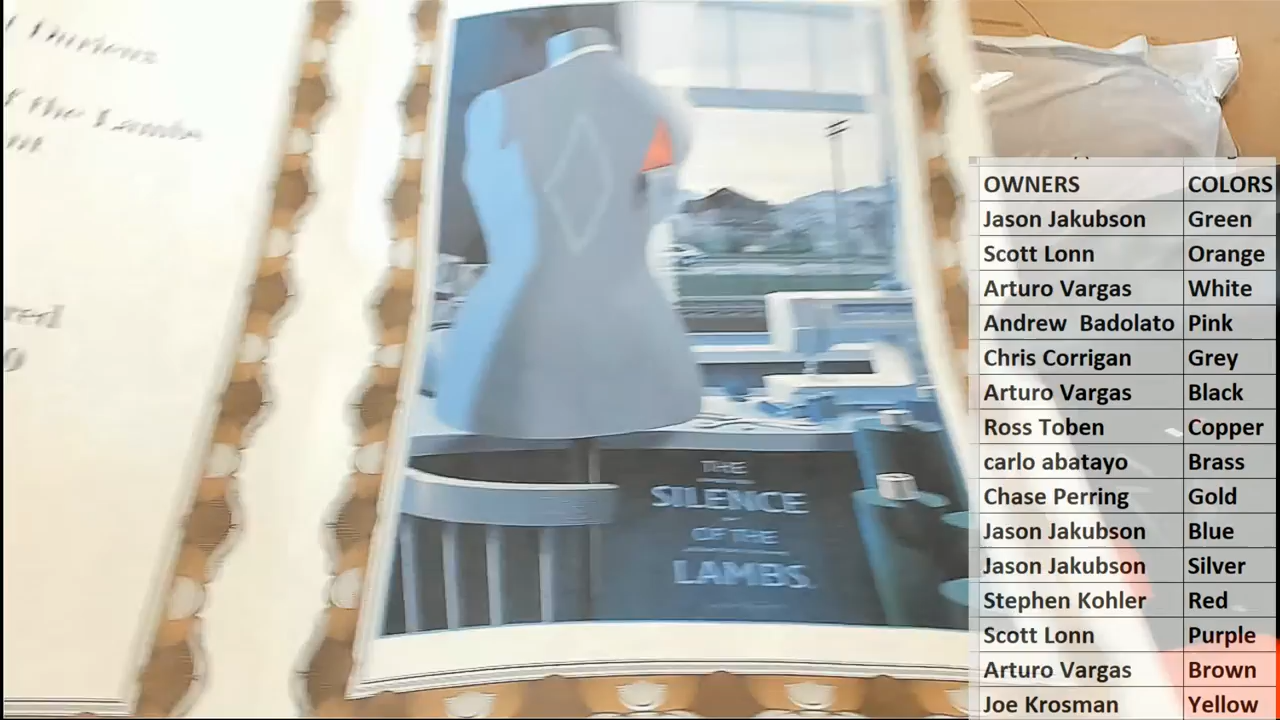 f the Lambs
THE
SILENCE
OF THE
LAMBS.
OWNERS COLORS
Jason Jakubson Green
Scott Lonn Orange
Arturo Vargas White
Andrew Badolato Pink
Chris Corrigan Grey
Arturo Vargas Black
Ross Toben Copper
carlo abatayo Brass
Chase Perring Gold
Jason Jakubson Blue
Jason Jakubson Silver
Stephen Kohler Red
Scott Lonn Purple
Arturo Vargas Brown
Joe Krosman Yellow